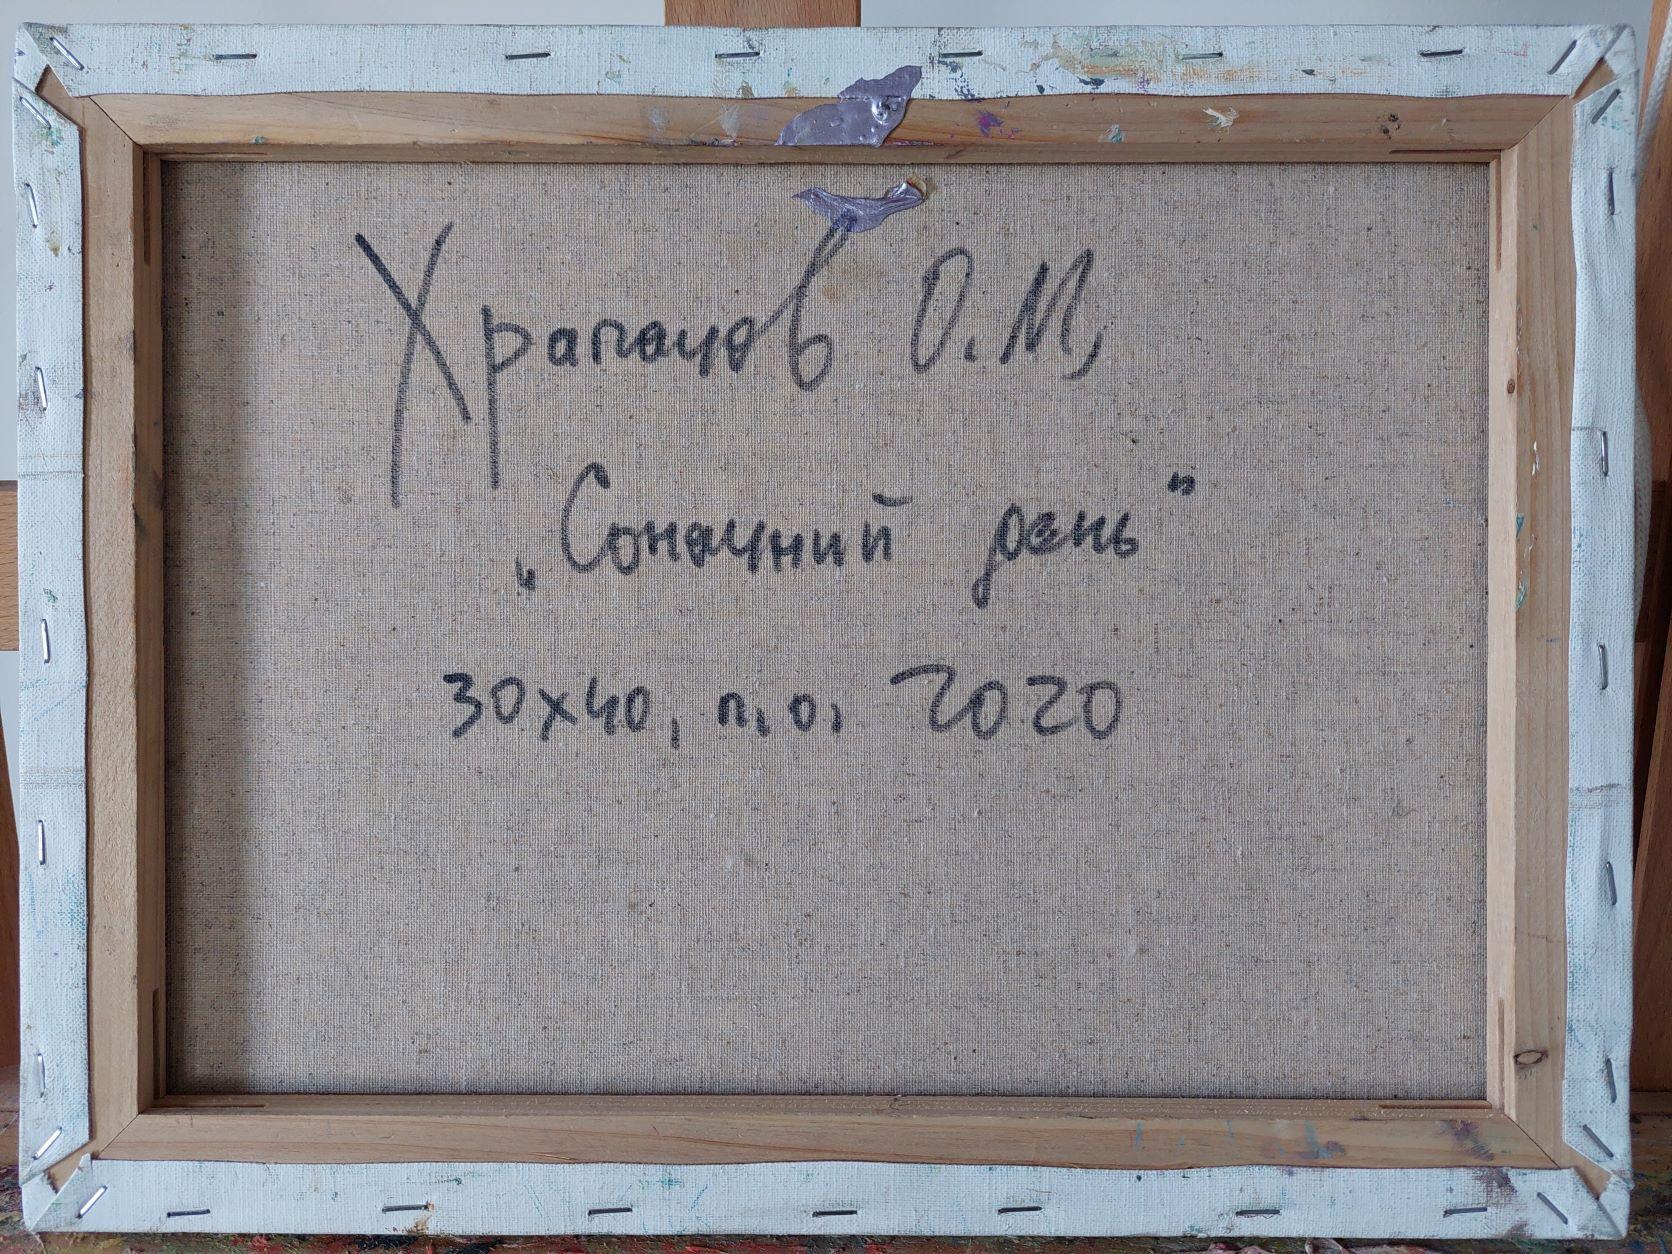 Храпачов О.М,
„Сонячний день”
30х40, п,о, 2020